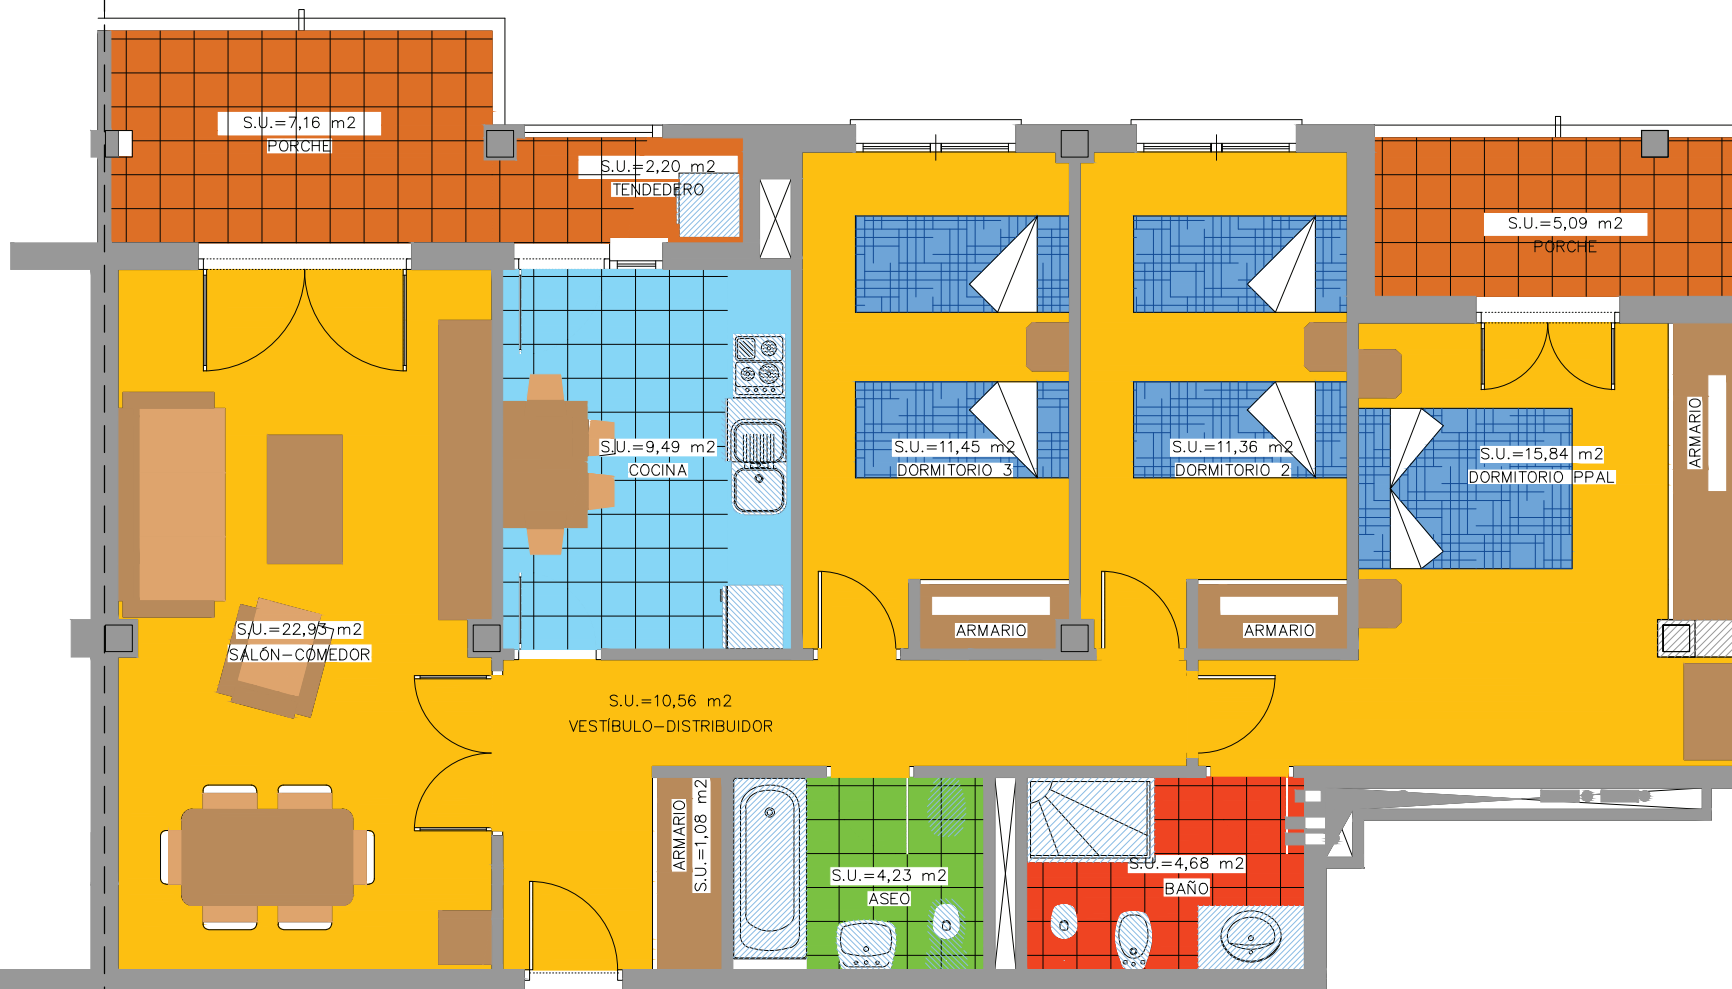 S.U.=7,16 m2
PORCHE
S.U.=2,20 m2
TENDEDERO
S.U.=5,09 m2
PORCHE
S.U.=9,49 m2
COCINA
S.U.=11,45 m2
DORMITORIO 3
S.U.=11,36 m2
DORMITORIO 2
S.U.=15,84 m2
DORMITORIO PPAL
ARMARIO
S.U.=22,93 m2
SALÓN-COMEDOR
ARMARIO
ARMARIO
S.U.=10,56 m2
VESTÍBULO-DISTRIBUIDOR
ARMARIO
S.U.=1,08 m2
S.U.=4,23 m2
ASEO
S.U.=4,68 m2
BAÑO